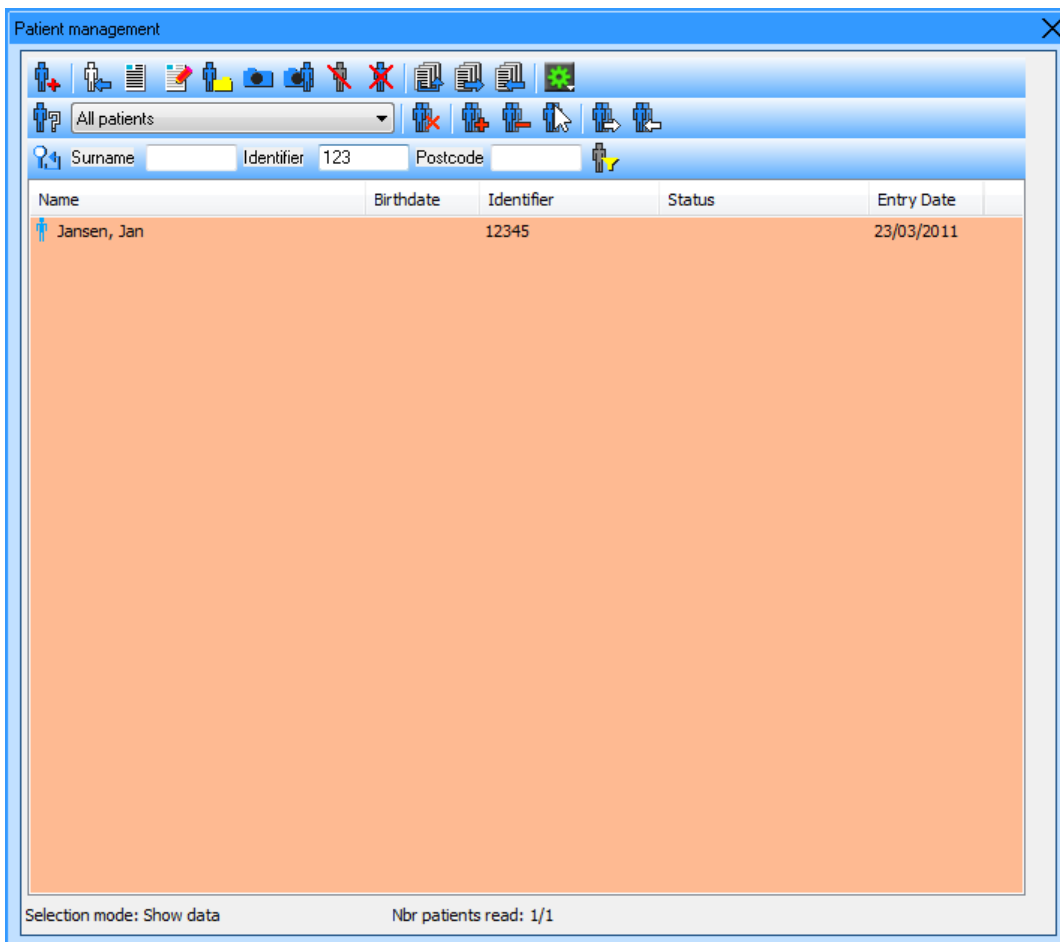 Patient management
All patients
Surname Identifier 123 Postcode
Name Birthdate Identifier Status Entry Date
Jansen, Jan 12345 23/03/2011
Selection mode: Show data Nbr patients read: 1/1